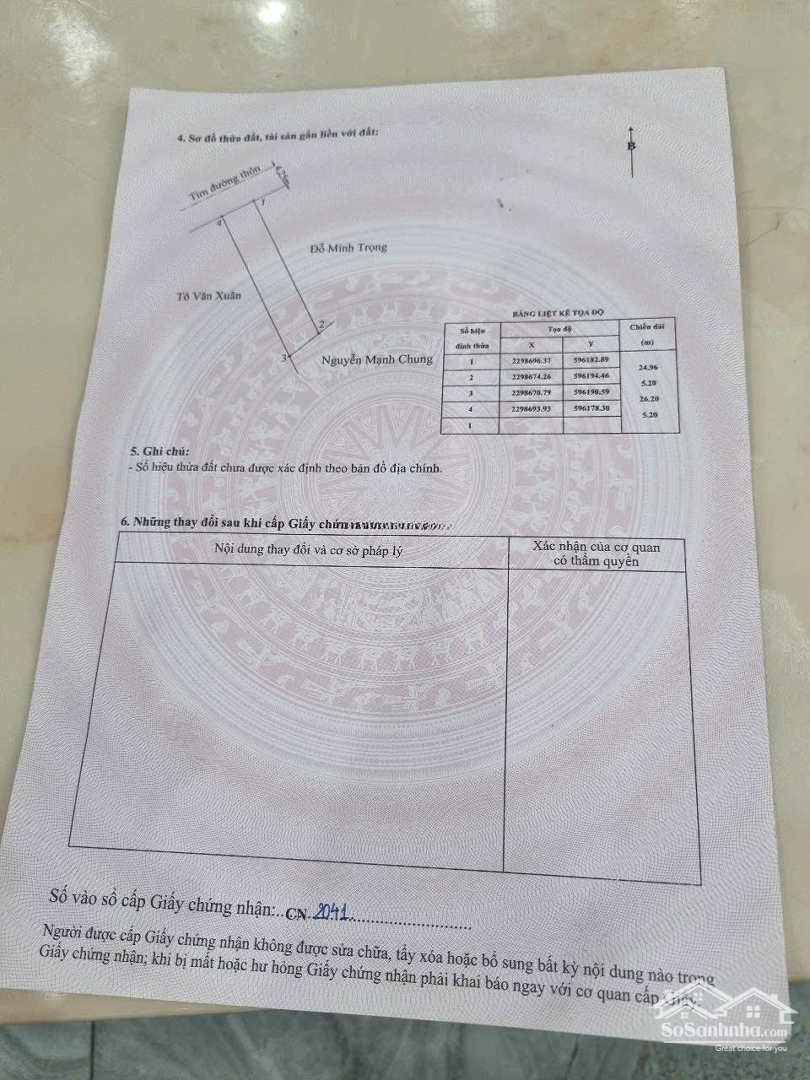 4. Sơ đồ thửa đất, tài sản gắn liền với đất:
B
Tim đường thôn
4.25m
4
1
Đỗ Minh Trọng
Tô Văn Xuân
2
3
Nguyễn Mạnh Chung
BẢNG LIỆT KÊ TỌA ĐỘ
Số hiệu đỉnh thửa Tọa độ Chiều dài (m)
X y
1 2298696.37 596182.89
24.96
2 2298674.26 596194.46
5.20
3 2298670.79 596190.59
26.20
4 2298693.93 596178.30
5.20
1
5. Ghi chú:
- Số hiệu thửa đất chưa được xác định theo bản đồ địa chính.
6. Những thay đổi sau khi cấp Giấy
Nội dung thay đổi và cơ sở pháp lý Xác nhận của cơ quan
có thẩm quyền
Số vào sổ cấp Giấy chứng nhận:..CN.2041............................
Người được cấp Giấy chứng nhận không được sửa chữa, tẩy xóa hoặc bổ sung bất kỳ nội dung nào trong
Giấy chứng nhận; khi bị mất hoặc hư hỏng Giấy chứng nhận phải khai báo ngay với cơ quan cấp Giấy.
SoSanhnha.com
Great choice for you